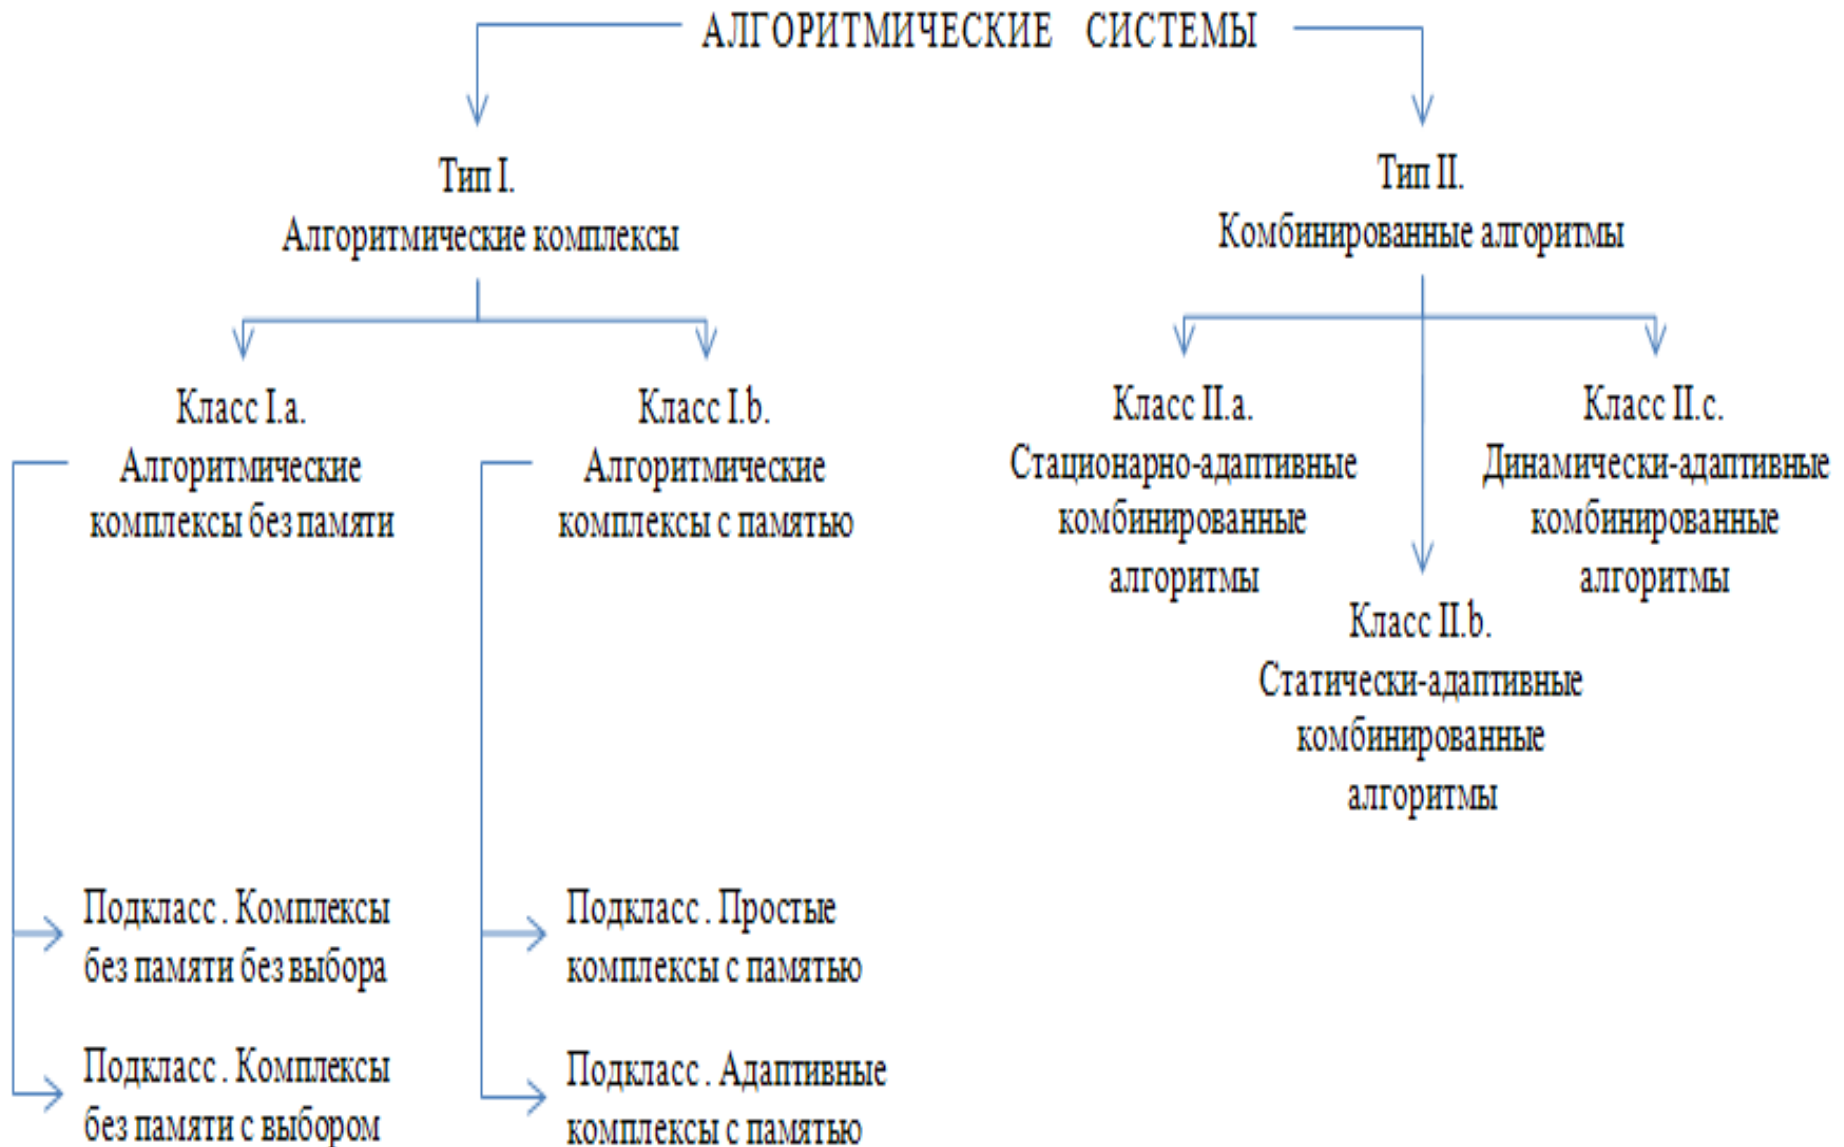 АЛГОРИТМИЧЕСКИЕ СИСТЕМЫ
Тип I.
Алгоритмические комплексы
Тип II.
Комбинированные алгоритмы
Класс I.a.
Алгоритмические
комплексы без памяти
Класс I.b.
Алгоритмические
комплексы с памятью
Класс II.a.
Стационарно-адаптивные
комбинированные
алгоритмы
Класс II.c.
Динамически-адаптивные
комбинированные
алгоритмы
Класс II.b.
Статически-адаптивные
комбинированные
алгоритмы
Подкласс . Комплексы
без памяти без выбора
Подкласс . Простые
комплексы с памятью
Подкласс . Комплексы
без памяти с выбором
Подкласс . Адаптивные
комплексы с памятью